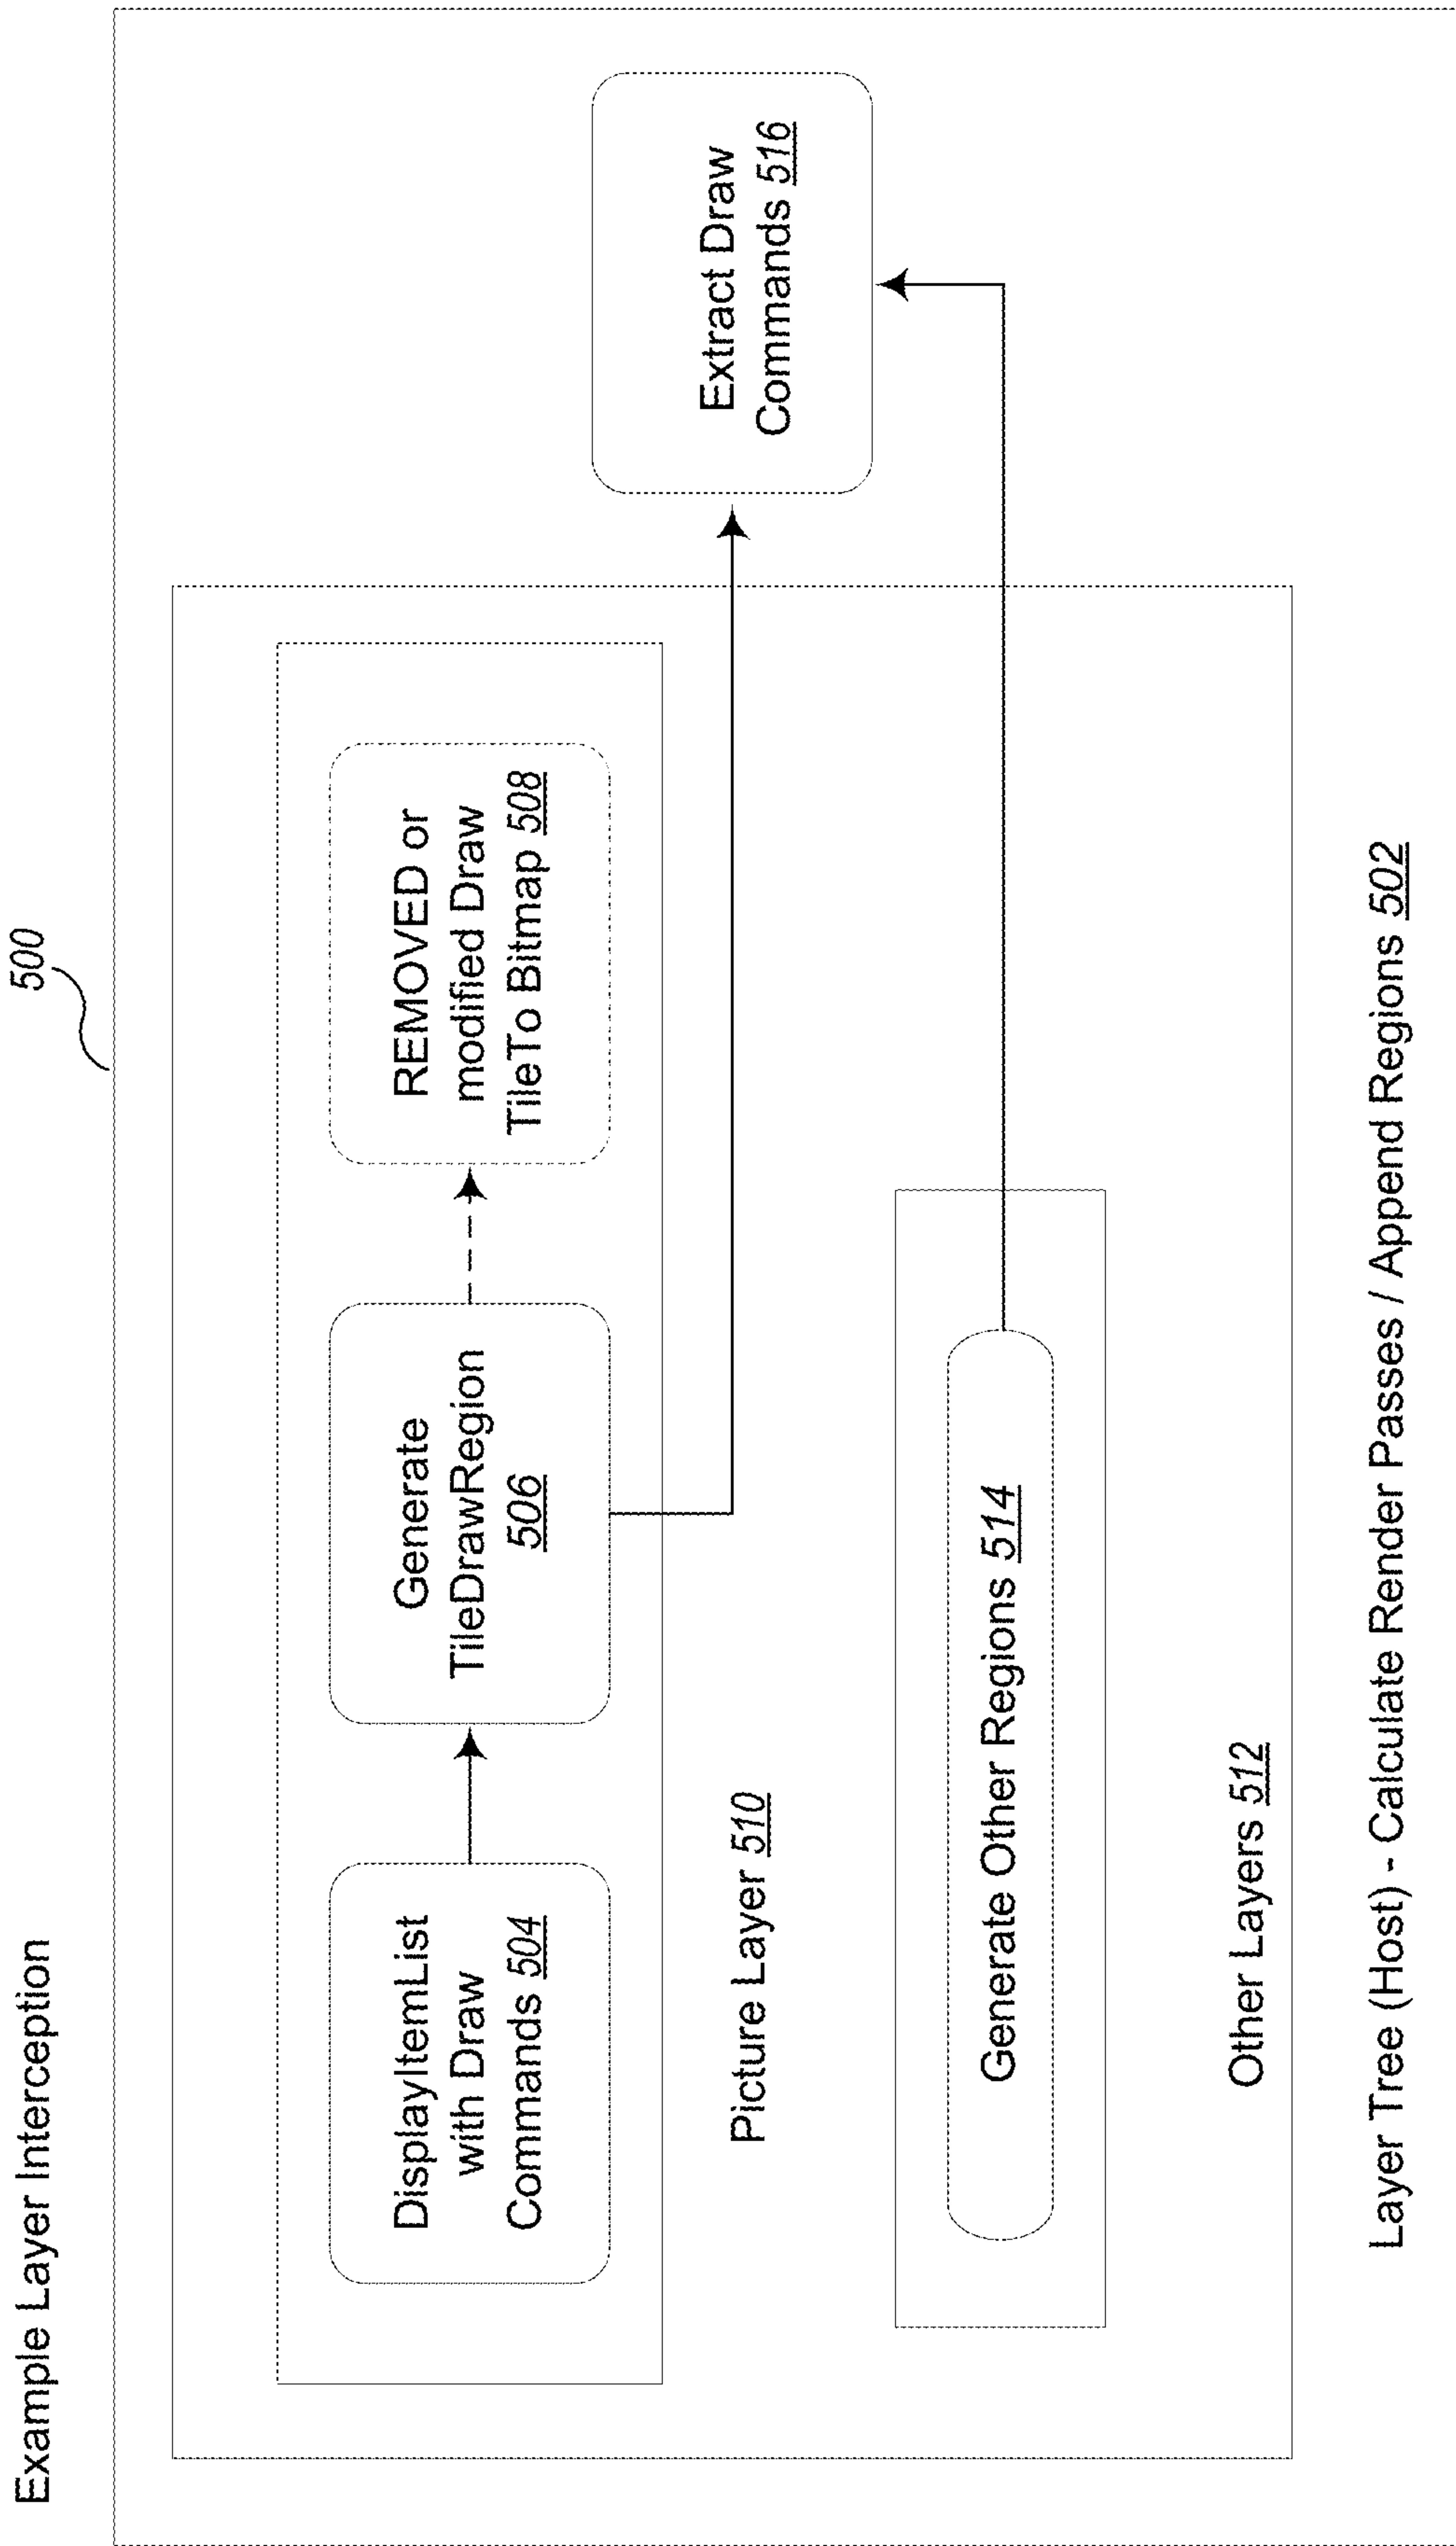 Example Layer Interception
500
DisplayItemList
with Draw
Commands 504
Generate
TileDrawRegion
506
REMOVED or
modified Draw
TileTo Bitmap 508
Picture Layer 510
Extract Draw
Commands 516
Generate Other Regions 514
Other Layers 512
Layer Tree (Host) - Calculate Render Passes / Append Regions 502